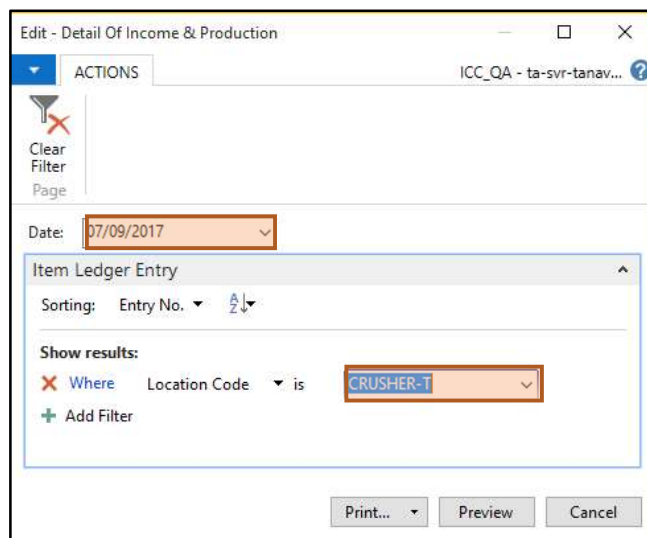 Edit - Detail Of Income & Production
ACTIONS
ICC_QA - ta-svr-tanav...
Clear
Filter
Page
Date: 07/09/2017
Item Ledger Entry
Sorting: Entry No.
Show results:
Where Location Code is CRUSHER-T
Add Filter
Print... Preview Cancel